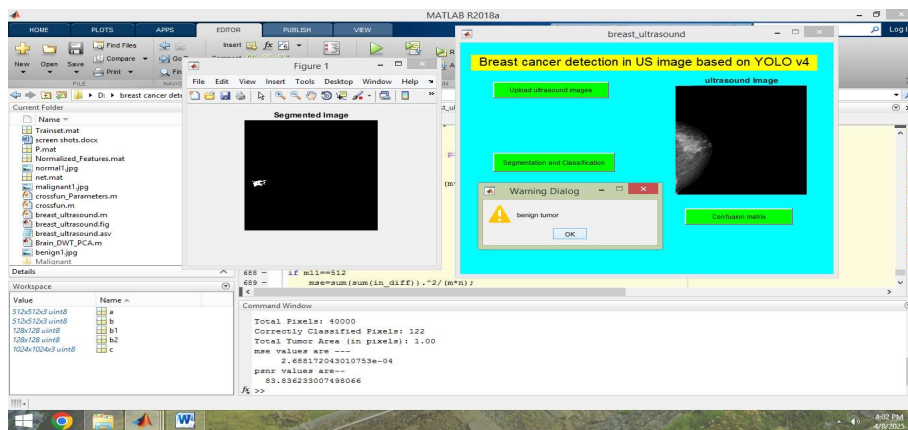 MATLAB R2018a
HOME PLOTS APPS EDITOR PUBLISH VIEW
Log I
New Open Save Find Files Compare Print
Insert fx
FILE
D: ▸ breast cancer dete
Current Folder
Name
Trainset.mat
screen shots.docx
P.mat
Normalized_Features.mat
normal1.jpg
net.mat
malignant1.jpg
crossfun_Parameters.m
crossfun.m
breast_ultrasound.m
breast_ultrasound.fig
breast_ultrasound.asv
Brain_DWT_PCA.m
benign1.jpg
Malignant
Details
Workspace
Value Name
512x512x3 uint8 a
512x512x3 uint8 b
128x128 uint8 b1
128x128 uint8 b2
1024x1024x3 uint8 c
Figure 1
File Edit View Insert Tools Desktop Window Help
Segmented Image
breast_ultrasound
Breast cancer detection in US image based on YOLO v4
Upload ultrasound images
ultrasound Image
Segmentation and Classification
Warning Dialog
benign tumor
OK
Confusion matrix
688 – if m11==512
689 – mse=sum(sum(in_diff)).^2/(m*n);
Command Window
Total Pixels: 40000
Correctly Classified Pixels: 122
Total Tumor Area (in pixels): 1.00
mse values are ---
2.688172043010753e-04
psnr values are--
83.836233007498066
fx >>
4:02 PM
4/8/2025